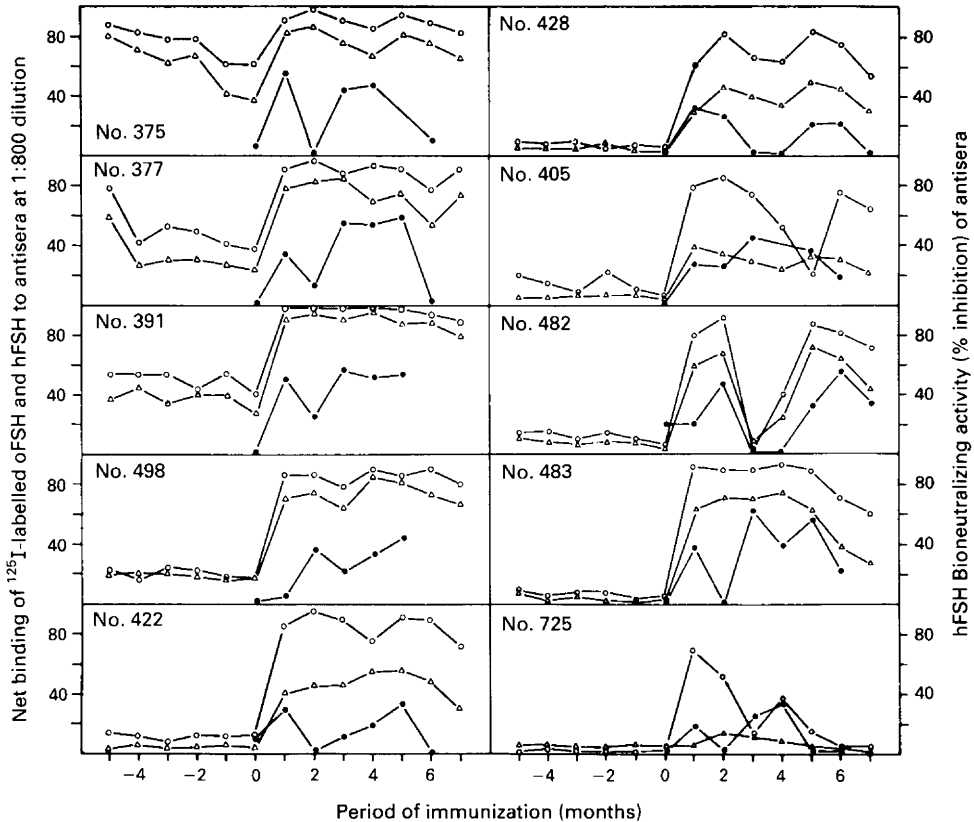 Net binding of ¹²⁵I-labelled oFSH and hFSH to antisera at 1:800 dilution
80
40
No. 375
No. 428
80
40
80
40
No. 377
No. 405
80
40
80
40
No. 391
No. 482
80
40
80
40
No. 498
No. 483
80
40
80
40
No. 422
No. 725
80
40
−4 −2 0 2 4 6
−4 −2 0 2 4 6
Period of immunization (months)
hFSH Bioneutralizing activity (% inhibition) of antisera